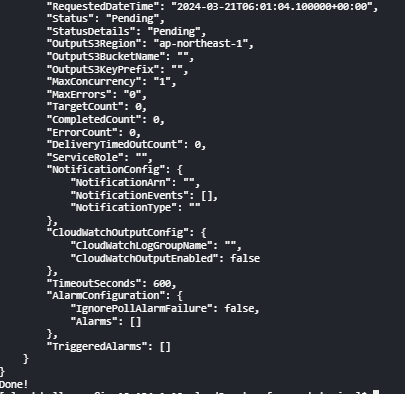 "RequestedDateTime": "2024-03-21T06:01:04.100000+00:00",
"Status": "Pending",
"StatusDetails": "Pending",
"OutputS3Region": "ap-northeast-1",
"OutputS3BucketName": "",
"OutputS3KeyPrefix": "",
"MaxConcurrency": "1",
"MaxErrors": "0",
"TargetCount": 0,
"CompletedCount": 0,
"ErrorCount": 0,
"DeliveryTimedOutCount": 0,
"ServiceRole": "",
"NotificationConfig": {
"NotificationArn": "",
"NotificationEvents": [],
"NotificationType": ""
},
"CloudWatchOutputConfig": {
"CloudWatchLogGroupName": "",
"CloudWatchOutputEnabled": false
},
"TimeoutSeconds": 600,
"AlarmConfiguration": {
"IgnorePollAlarmFailure": false,
"Alarms": []
},
"TriggeredAlarms": []
}
}
Done!